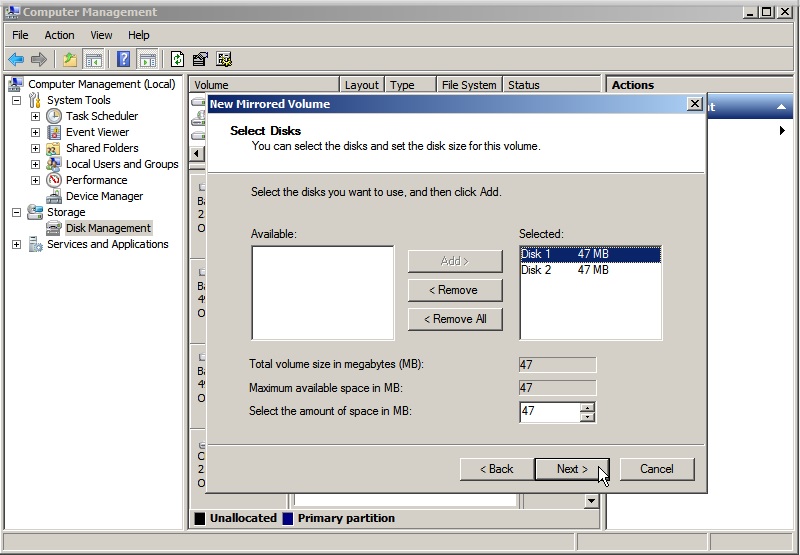 Computer Management
File Action View Help
Computer Management (Local)
System Tools
Task Scheduler
Event Viewer
Shared Folders
Local Users and Groups
Performance
Device Manager
Storage
Disk Management
Services and Applications
Volume Layout Type File System Status
Actions
New Mirrored Volume
Select Disks
You can select the disks and set the disk size for this volume.
Select the disks you want to use, and then click Add.
Available:
Selected:
Add >
< Remove
< Remove All
Disk 1 47 MB
Disk 2 47 MB
Total volume size in megabytes (MB): 47
Maximum available space in MB: 47
Select the amount of space in MB: 47
< Back Next > Cancel
Unallocated Primary partition